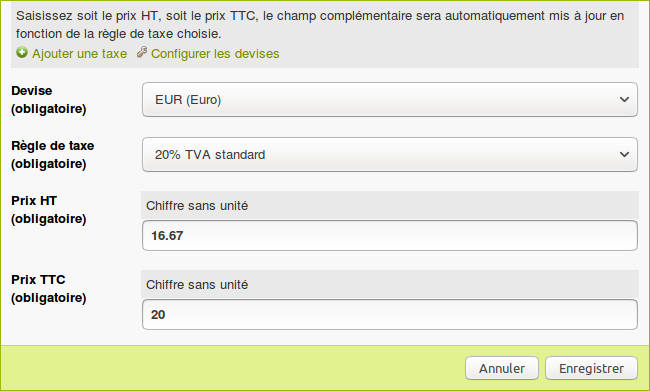 Saisissez soit le prix HT, soit le prix TTC, le champ complémentaire sera automatiquement mis à jour en
fonction de la règle de taxe choisie.
Ajouter une taxe Configurer les devises
Devise
(obligatoire)
EUR (Euro)
Règle de taxe
(obligatoire)
20% TVA standard
Prix HT
(obligatoire)
Chiffre sans unité
16.67
Prix TTC
(obligatoire)
Chiffre sans unité
20
Annuler Enregistrer